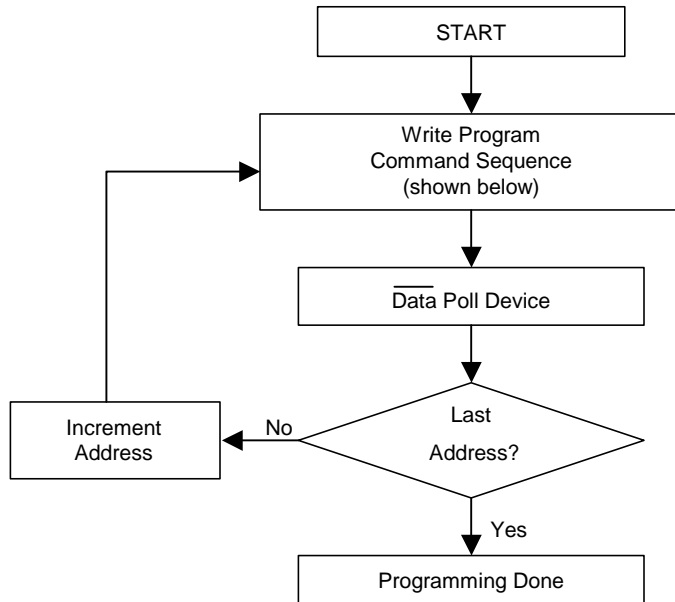 START
Write Program
Command Sequence
(shown below)
Data Poll Device
Last
Address?
No
Increment
Address
Yes
Programming Done